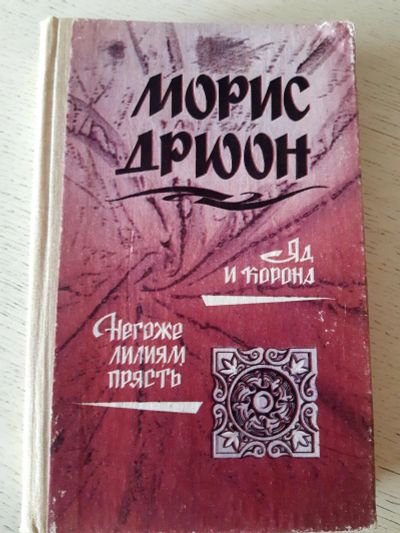 МОРИС
ДРЮОН
Яд
и корона
Негоже
лилиям
прясть